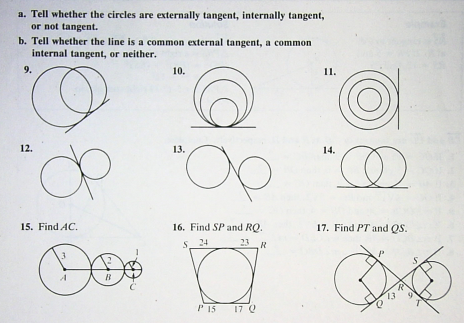 a. Tell whether the circles are externally tangent, internally tangent,
or not tangent.
b. Tell whether the line is a common external tangent, a common
internal tangent, or neither.
9.
10.
11.
12.
13.
14.
15. Find AC.
16. Find SP and RQ.
17. Find PT and QS.
3
A
2
B
1
C
S 24 23 R
P 15 17 Q
P
S
R
Q 13 9 T